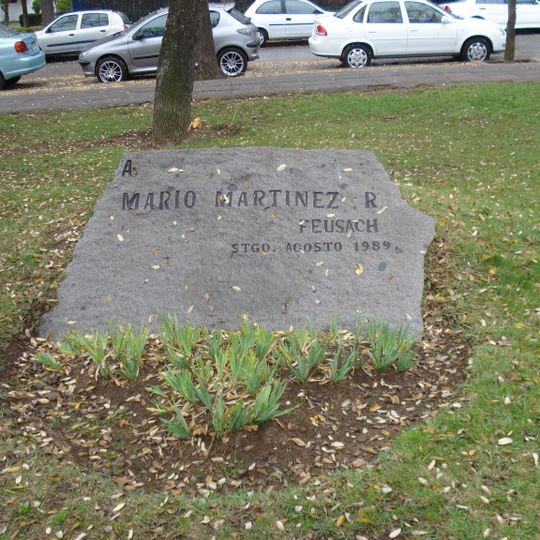 A
MARIO MARTINEZ R.
FEUSACH
STGO. AGOSTO 1989.